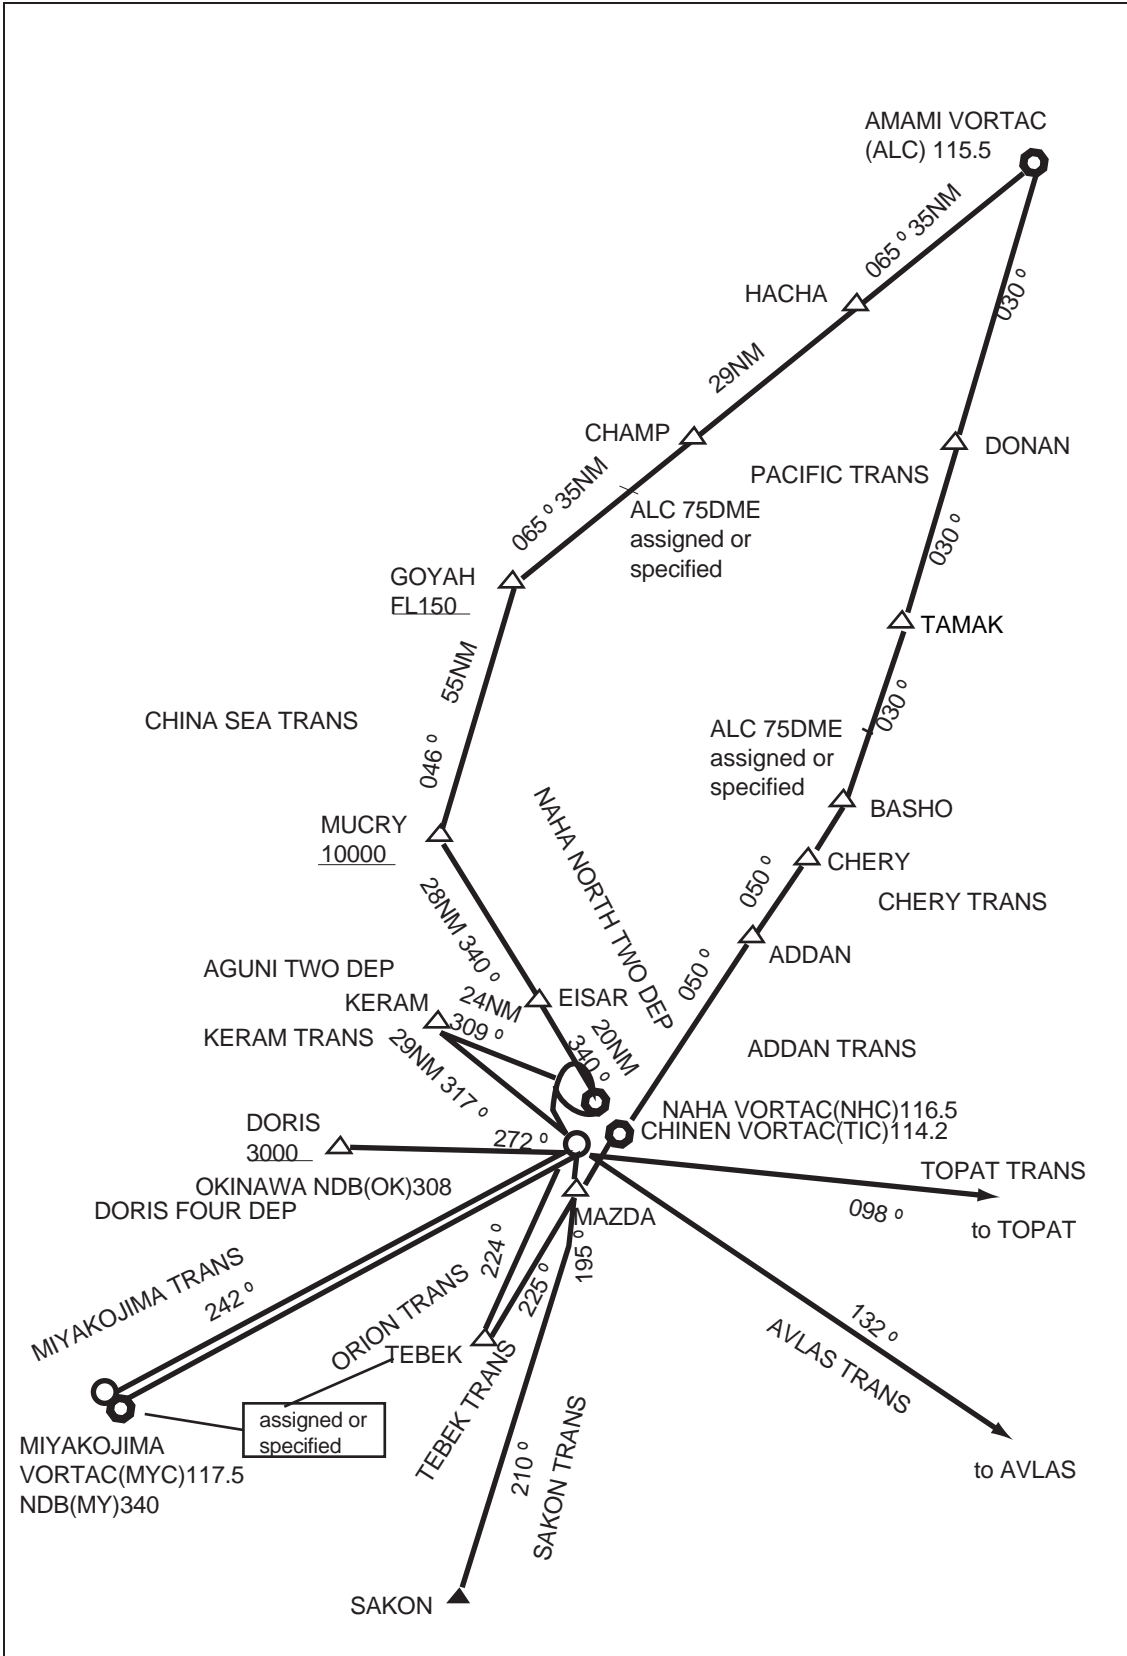 AMAMI VORTAC
(ALC) 115.5
065 º 35NM
030 º
HACHA
29NM
CHAMP
DONAN
PACIFIC TRANS
065 º 35NM
ALC 75DME
assigned or
specified
030 º
GOYAH
FL150
TAMAK
55NM
030 º
CHINA SEA TRANS
ALC 75DME
assigned or
specified
046 º
NAHA NORTH TWO DEP
BASHO
MUCRY
10000
CHERY
050 º
CHERY TRANS
28NM 340 º
ADDAN
050 º
AGUNI TWO DEP
KERAM
24NM
309 º
EISAR
20NM
340 º
KERAM TRANS
29NM 317 º
ADDAN TRANS
NAHA VORTAC(NHC)116.5
CHINEN VORTAC(TIC)114.2
DORIS
3000
272 º
TOPAT TRANS
OKINAWA NDB(OK)308
DORIS FOUR DEP
MAZDA
098 º
to TOPAT
224 º
195 º
225 º
MIYAKOJIMA TRANS
242 º
ORION TRANS
132 º
AVLAS TRANS
TEBEK
TEBEK TRANS
assigned or
specified
MIYAKOJIMA
VORTAC(MYC)117.5
NDB(MY)340
210 º
SAKON TRANS
to AVLAS
SAKON